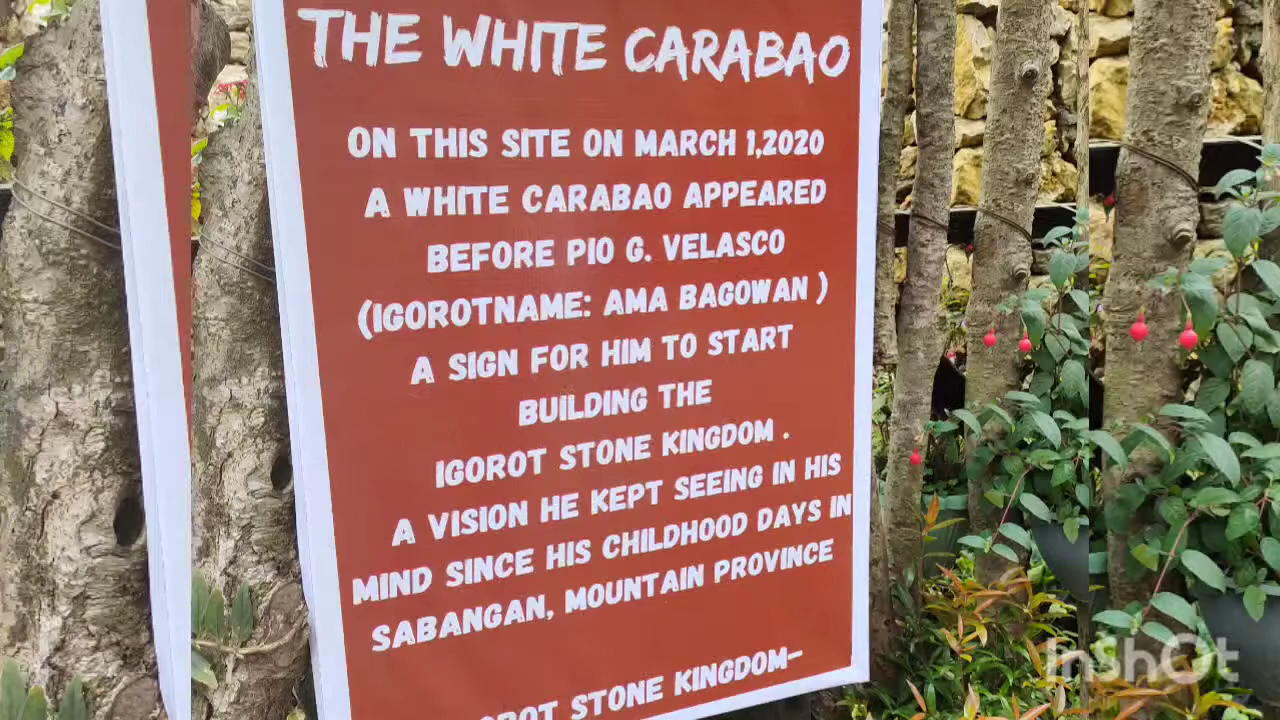 THE WHITE CARABAO
ON THIS SITE ON MARCH 1,2020
A WHITE CARABAO APPEARED
BEFORE PIO G. VELASCO
(IGOROTNAME: AMA BAGOWAN )
A SIGN FOR HIM TO START
BUILDING THE
IGOROT STONE KINGDOM .
A VISION HE KEPT SEEING IN HIS
MIND SINCE HIS CHILDHOOD DAYS IN
SABANGAN, MOUNTAIN PROVINCE
STONE KINGDOM-
InShOt